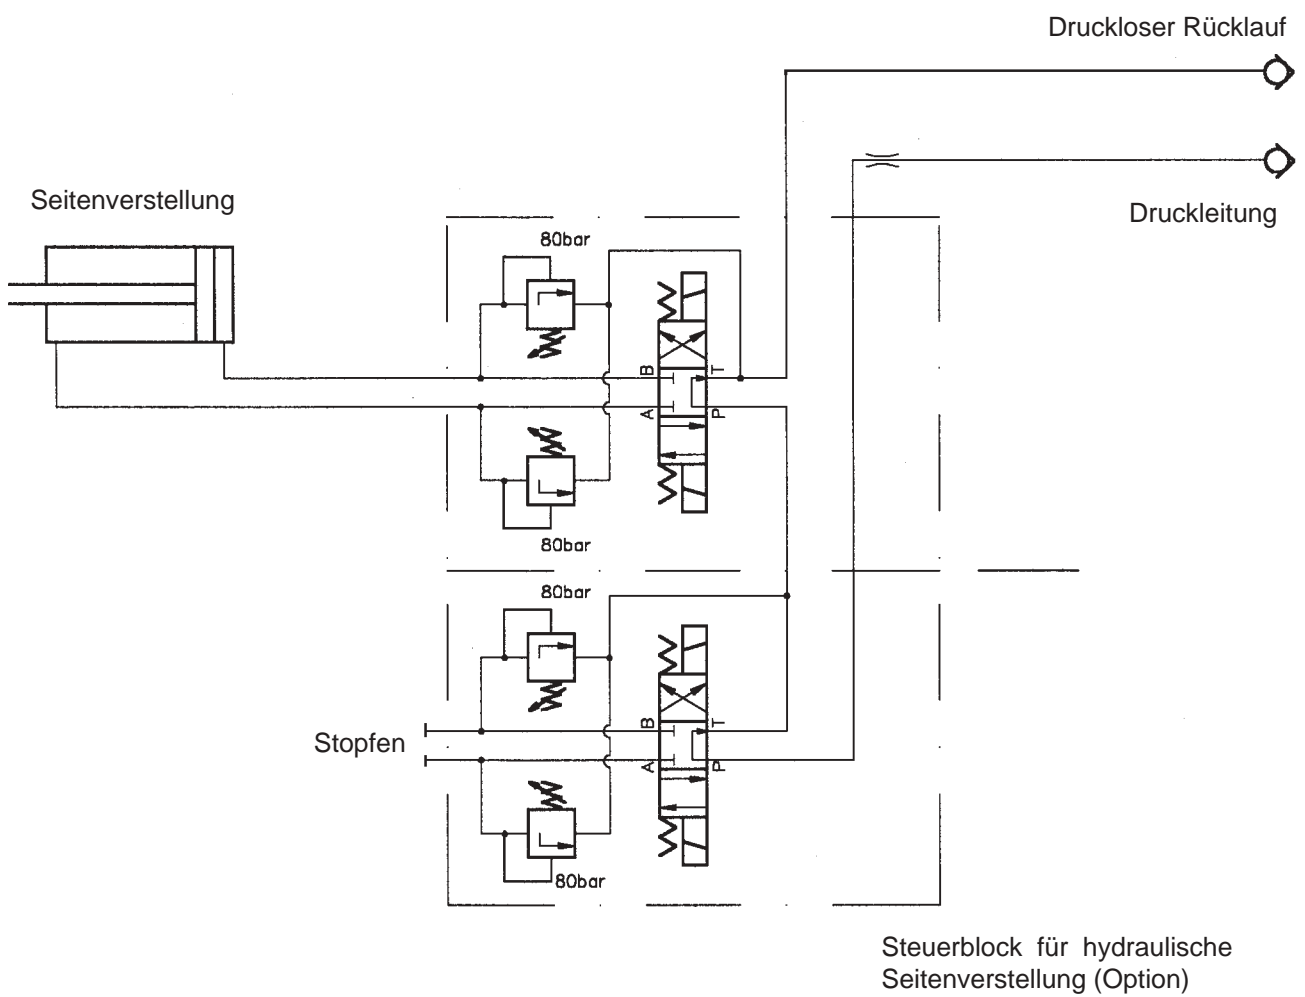 Druckloser Rücklauf
Seitenverstellung
Druckleitung
80bar
B
T
A
P
80bar
80bar
B
T
Stopfen
A
P
80bar
Steuerblock für hydraulische
Seitenverstellung (Option)